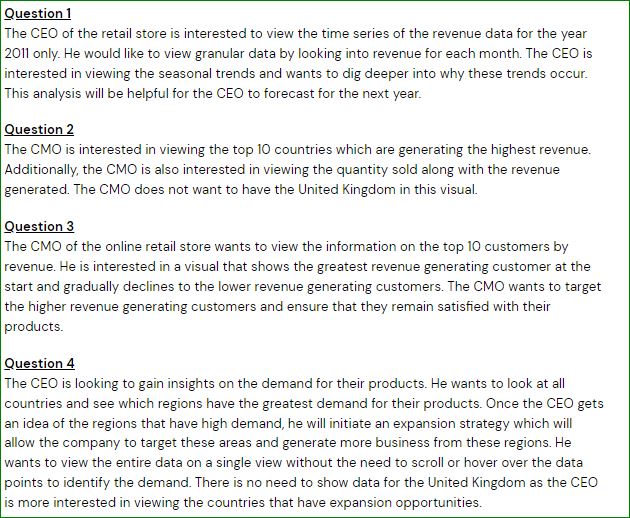 Question 1
The CEO of the retail store is interested to view the time series of the revenue data for the year
2011 only. He would like to view granular data by looking into revenue for each month. The CEO is
interested in viewing the seasonal trends and wants to dig deeper into why these trends occur.
This analysis will be helpful for the CEO to forecast for the next year.
Question 2
The CMO is interested in viewing the top 10 countries which are generating the highest revenue.
Additionally, the CMO is also interested in viewing the quantity sold along with the revenue
generated. The CMO does not want to have the United Kingdom in this visual.
Question 3
The CMO of the online retail store wants to view the information on the top 10 customers by
revenue. He is interested in a visual that shows the greatest revenue generating customer at the
start and gradually declines to the lower revenue generating customers. The CMO wants to target
the higher revenue generating customers and ensure that they remain satisfied with their
products.
Question 4
The CEO is looking to gain insights on the demand for their products. He wants to look at all
countries and see which regions have the greatest demand for their products. Once the CEO gets
an idea of the regions that have high demand, he will initiate an expansion strategy which will
allow the company to target these areas and generate more business from these regions. He
wants to view the entire data on a single view without the need to scroll or hover over the data
points to identify the demand. There is no need to show data for the United Kingdom as the CEO
is more interested in viewing the countries that have expansion opportunities.